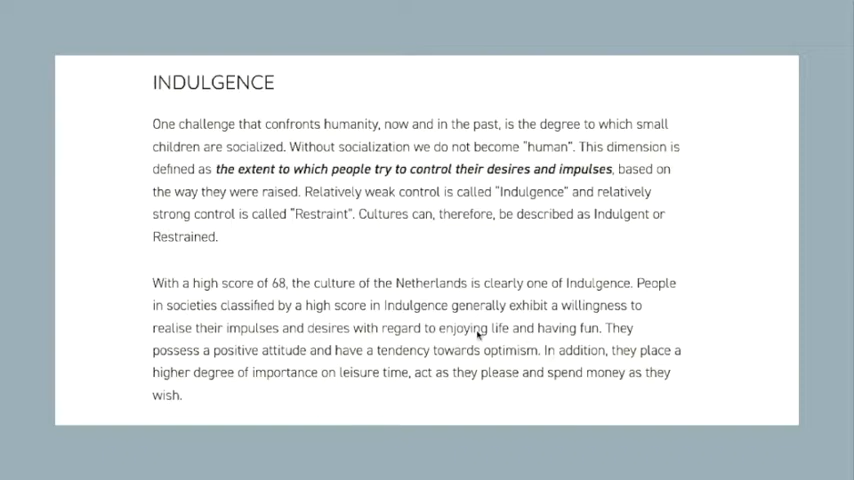 INDULGENCE
One challenge that confronts humanity, now and in the past, is the degree to which small
children are socialized. Without socialization we do not become “human”. This dimension is
defined as the extent to which people try to control their desires and impulses, based on
the way they were raised. Relatively weak control is called “Indulgence” and relatively
strong control is called “Restraint”. Cultures can, therefore, be described as Indulgent or
Restrained.
With a high score of 68, the culture of the Netherlands is clearly one of Indulgence. People
in societies classified by a high score in Indulgence generally exhibit a willingness to
realise their impulses and desires with regard to enjoying life and having fun. They
possess a positive attitude and have a tendency towards optimism. In addition, they place a
higher degree of importance on leisure time, act as they please and spend money as they
wish.